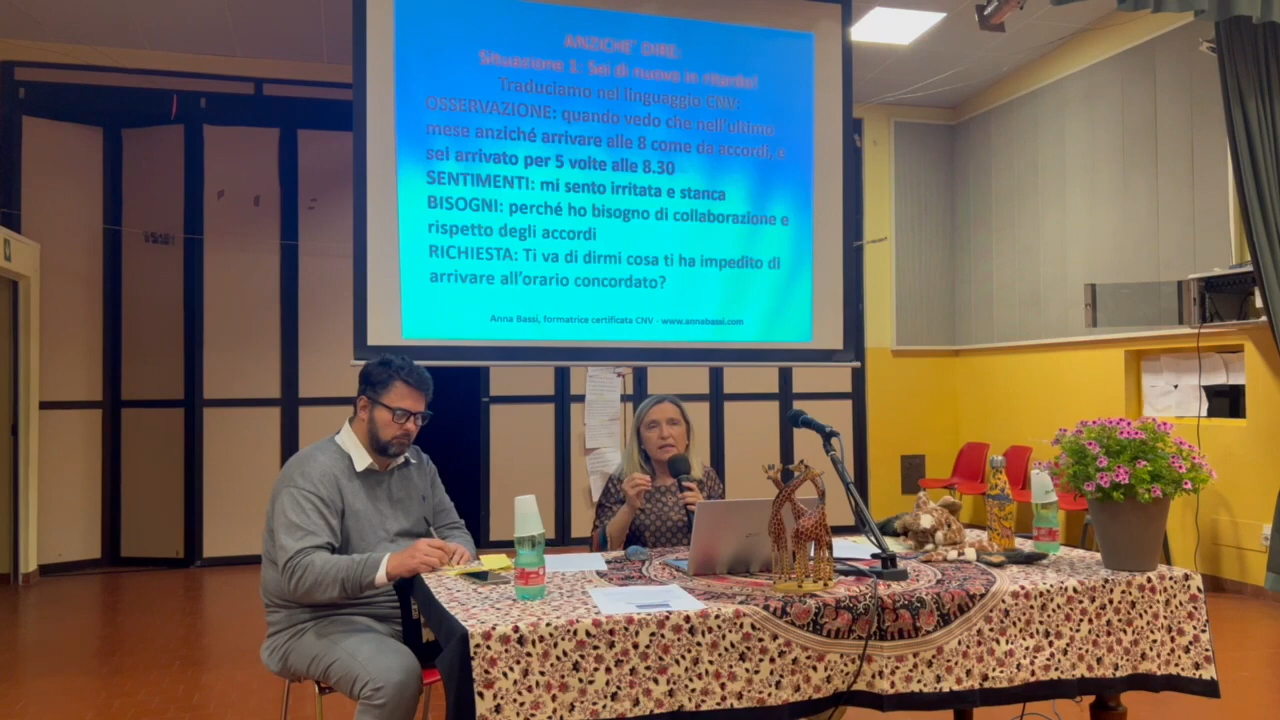 ANZICHE' DIRE:
Situazione 1: Sei di nuovo in ritardo!
Traduciamo nel linguaggio CNV:
OSSERVAZIONE: quando vedo che nell'ultimo
mese anziché arrivare alle 8 come da accordi,
sei arrivato per 5 volte alle 8.30
SENTIMENTI: mi sento irritata e stanca
BISOGNI: perché ho bisogno di collaborazione e
rispetto degli accordi
RICHIESTA: Ti va di dirmi cosa ti ha impedito di
arrivare all'orario concordato?
Anna Bassi, formatrice certificata CNV - www.annabassi.com